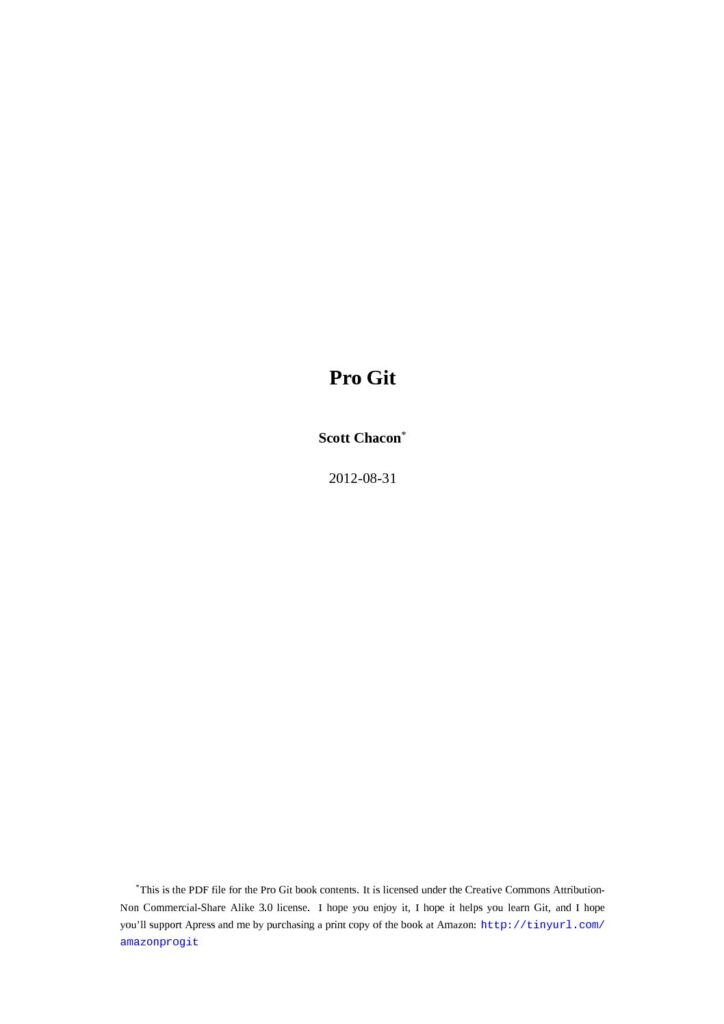 Pro Git
Scott Chacon*
2012-08-31
*This is the PDF file for the Pro Git book contents. It is licensed under the Creative Commons Attribution-
Non Commercial-Share Alike 3.0 license. I hope you enjoy it, I hope it helps you learn Git, and I hope
you'll support Apress and me by purchasing a print copy of the book at Amazon: http://tinyurl.com/
amazonprogit